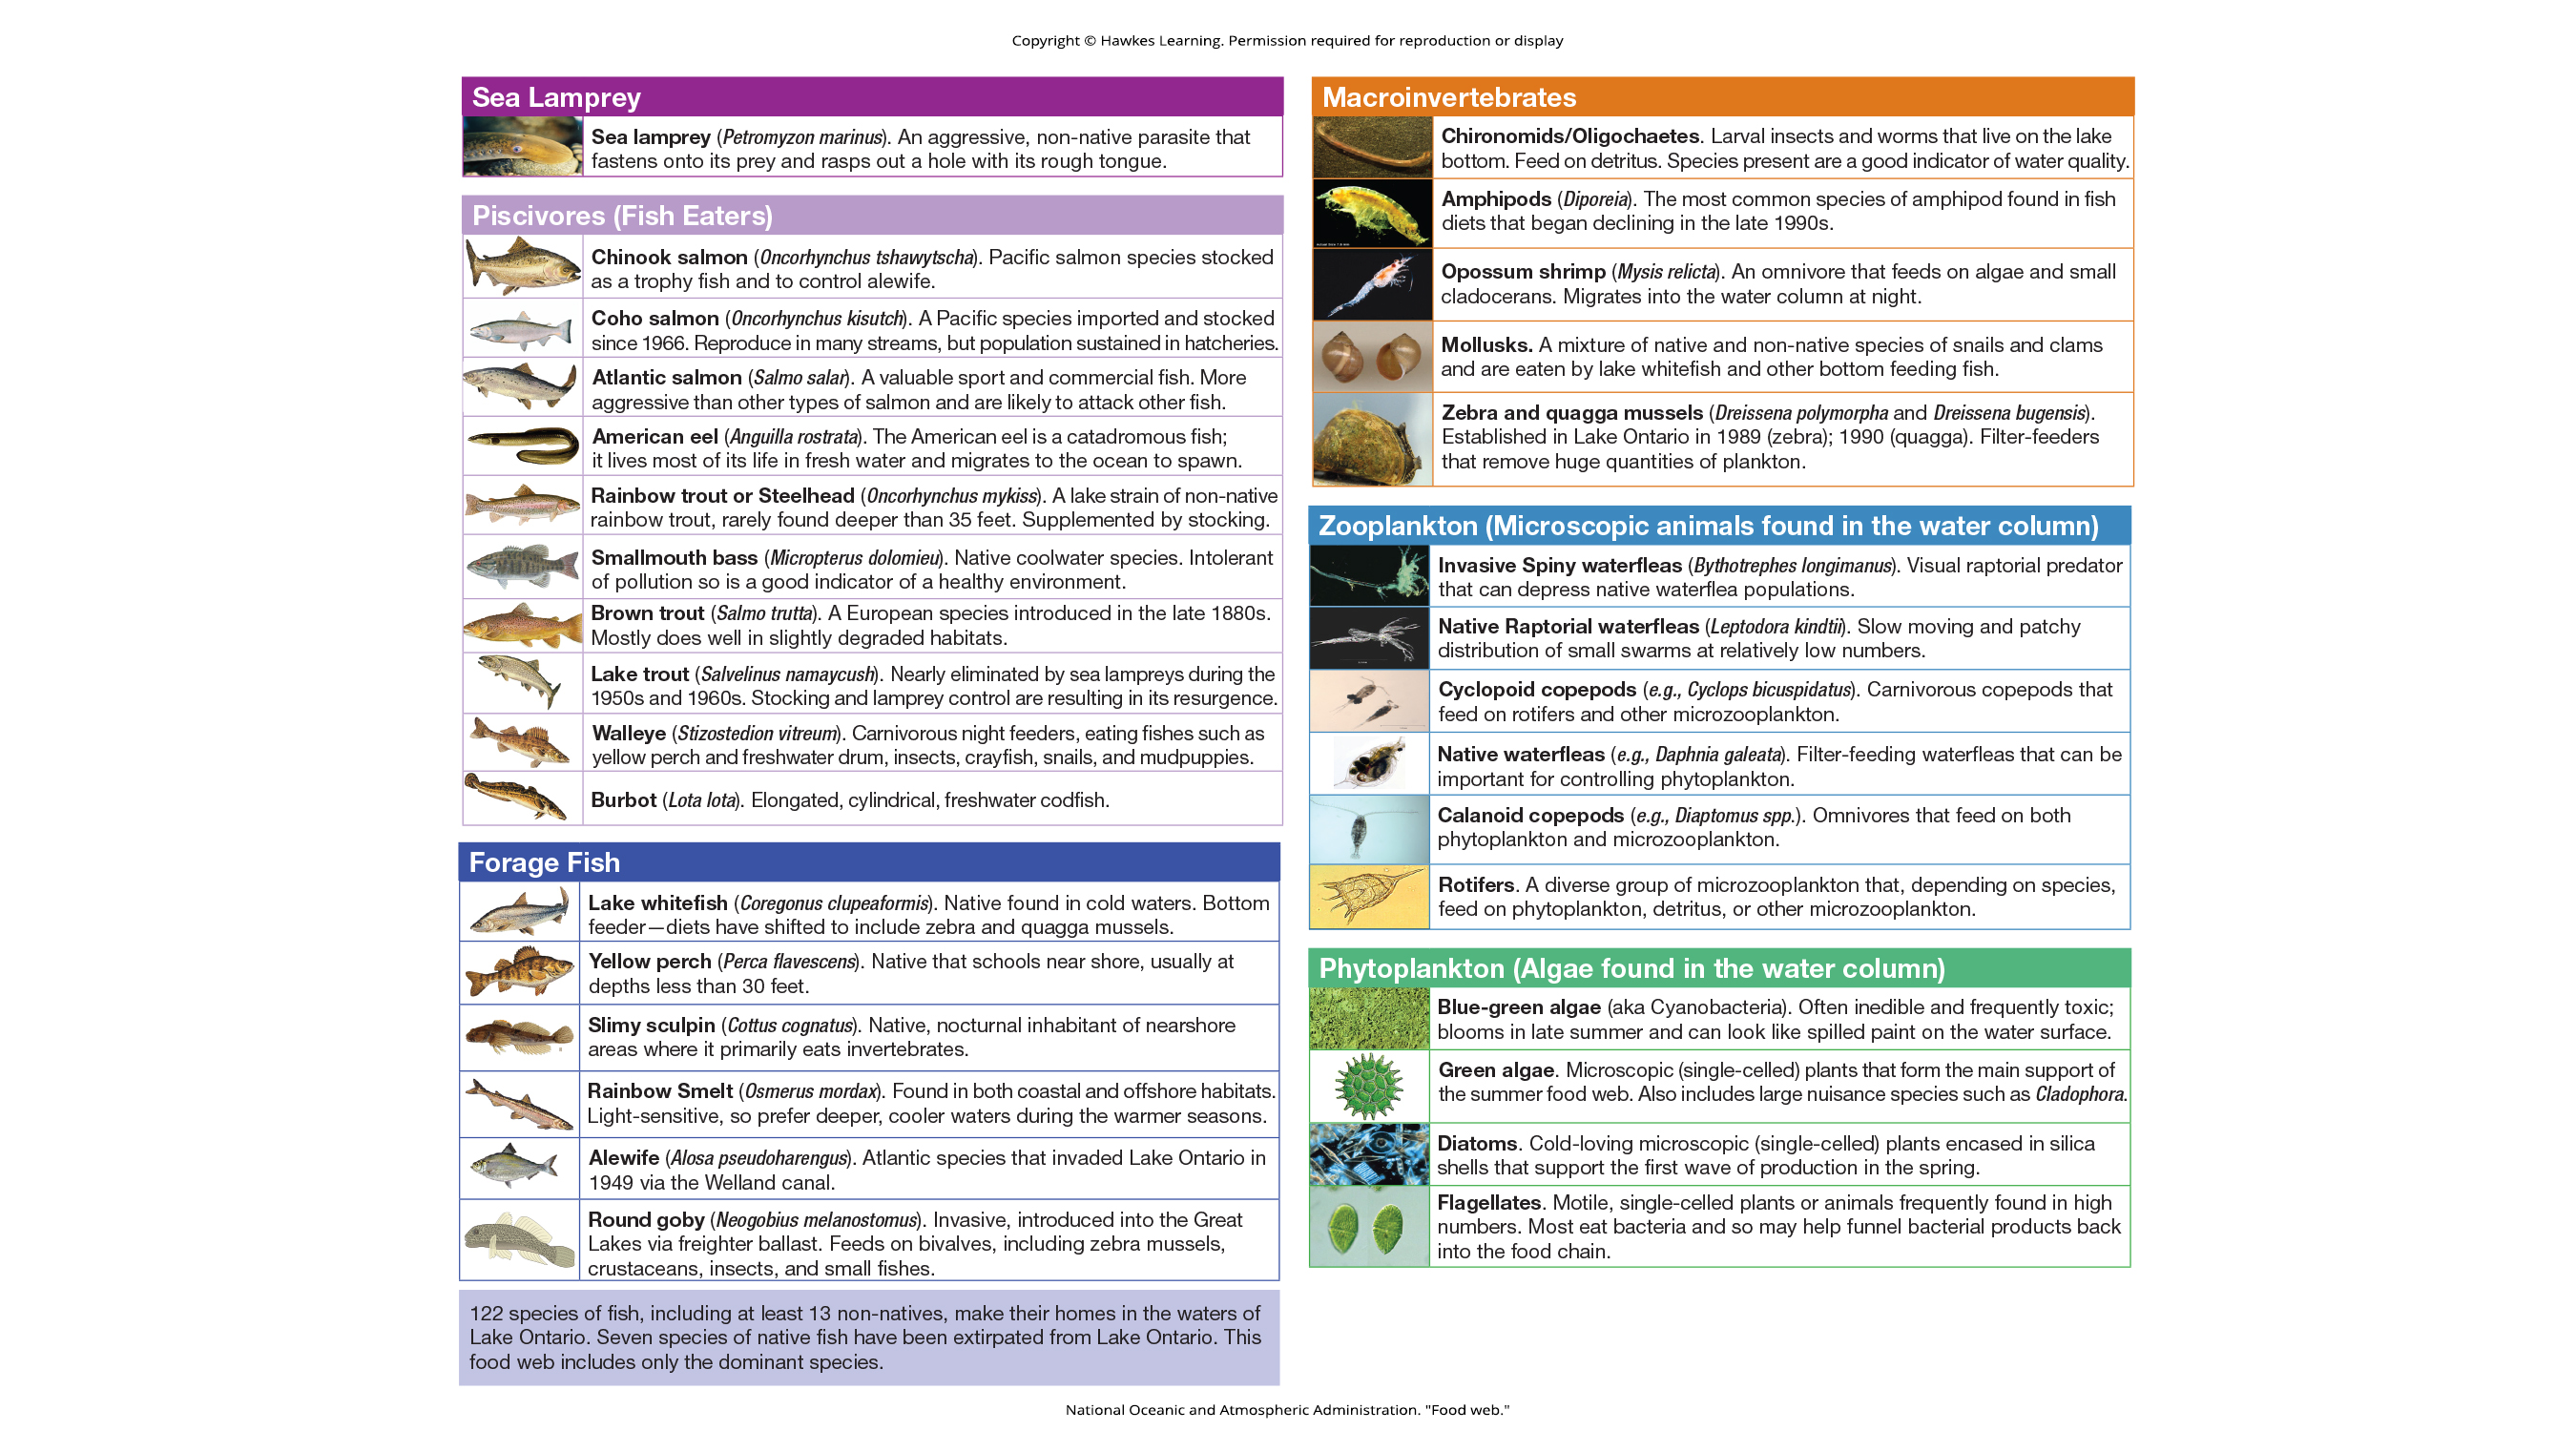 Copyright © Hawkes Learning. Permission required for reproduction or display
Sea Lamprey
Sea lamprey (Petromyzon marinus). An aggressive, non-native parasite that
fastens onto its prey and rasps out a hole with its rough tongue.
Piscivores (Fish Eaters)
Chinook salmon (Oncorhynchus tshawytscha). Pacific salmon species stocked
as a trophy fish and to control alewife.
Coho salmon (Oncorhynchus kisutch). A Pacific species imported and stocked
since 1966. Reproduce in many streams, but population sustained in hatcheries.
Atlantic salmon (Salmo salar). A valuable sport and commercial fish. More
aggressive than other types of salmon and are likely to attack other fish.
American eel (Anguilla rostrata). The American eel is a catadromous fish;
it lives most of its life in fresh water and migrates to the ocean to spawn.
Rainbow trout or Steelhead (Oncorhynchus mykiss). A lake strain of non-native
rainbow trout, rarely found deeper than 35 feet. Supplemented by stocking.
Smallmouth bass (Micropterus dolomieu). Native coolwater species. Intolerant
of pollution so is a good indicator of a healthy environment.
Brown trout (Salmo trutta). A European species introduced in the late 1880s.
Mostly does well in slightly degraded habitats.
Lake trout (Salvelinus namaycush). Nearly eliminated by sea lampreys during the
1950s and 1960s. Stocking and lamprey control are resulting in its resurgence.
Walleye (Stizostedion vitreum). Carnivorous night feeders, eating fishes such as
yellow perch and freshwater drum, insects, crayfish, snails, and mudpuppies.
Burbot (Lota lota). Elongated, cylindrical, freshwater codfish.
Forage Fish
Lake whitefish (Coregonus clupeaformis). Native found in cold waters. Bottom
feeder—diets have shifted to include zebra and quagga mussels.
Yellow perch (Perca flavescens). Native that schools near shore, usually at
depths less than 30 feet.
Slimy sculpin (Cottus cognatus). Native, nocturnal inhabitant of nearshore
areas where it primarily eats invertebrates.
Rainbow Smelt (Osmerus mordax). Found in both coastal and offshore habitats.
Light-sensitive, so prefer deeper, cooler waters during the warmer seasons.
Alewife (Alosa pseudoharengus). Atlantic species that invaded Lake Ontario in
1949 via the Welland canal.
Round goby (Neogobius melanostomus). Invasive, introduced into the Great
Lakes via freighter ballast. Feeds on bivalves, including zebra mussels,
crustaceans, insects, and small fishes.
122 species of fish, including at least 13 non-natives, make their homes in the waters of
Lake Ontario. Seven species of native fish have been extirpated from Lake Ontario. This
food web includes only the dominant species.
Macroinvertebrates
Chironomids/Oligochaetes. Larval insects and worms that live on the lake
bottom. Feed on detritus. Species present are a good indicator of water quality.
Amphipods (Diporeia). The most common species of amphipod found in fish
diets that began declining in the late 1990s.
Opossum shrimp (Mysis relicta). An omnivore that feeds on algae and small
cladocerans. Migrates into the water column at night.
Mollusks. A mixture of native and non-native species of snails and clams
and are eaten by lake whitefish and other bottom feeding fish.
Zebra and quagga mussels (Dreissena polymorpha and Dreissena bugensis).
Established in Lake Ontario in 1989 (zebra); 1990 (quagga). Filter-feeders
that remove huge quantities of plankton.
Zooplankton (Microscopic animals found in the water column)
Invasive Spiny waterfleas (Bythotrephes longimanus). Visual raptorial predator
that can depress native waterflea populations.
Native Raptorial waterfleas (Leptodora kindtii). Slow moving and patchy
distribution of small swarms at relatively low numbers.
Cyclopoid copepods (e.g., Cyclops bicuspidatus). Carnivorous copepods that
feed on rotifers and other microzooplankton.
Native waterfleas (e.g., Daphnia galeata). Filter-feeding waterfleas that can be
important for controlling phytoplankton.
Calanoid copepods (e.g., Diaptomus spp.). Omnivores that feed on both
phytoplankton and microzooplankton.
Rotifers. A diverse group of microzooplankton that, depending on species,
feed on phytoplankton, detritus, or other microzooplankton.
Phytoplankton (Algae found in the water column)
Blue-green algae (aka Cyanobacteria). Often inedible and frequently toxic;
blooms in late summer and can look like spilled paint on the water surface.
Green algae. Microscopic (single-celled) plants that form the main support of
the summer food web. Also includes large nuisance species such as Cladophora.
Diatoms. Cold-loving microscopic (single-celled) plants encased in silica
shells that support the first wave of production in the spring.
Flagellates. Motile, single-celled plants or animals frequently found in high
numbers. Most eat bacteria and so may help funnel bacterial products back
into the food chain.
National Oceanic and Atmospheric Administration. "Food web."